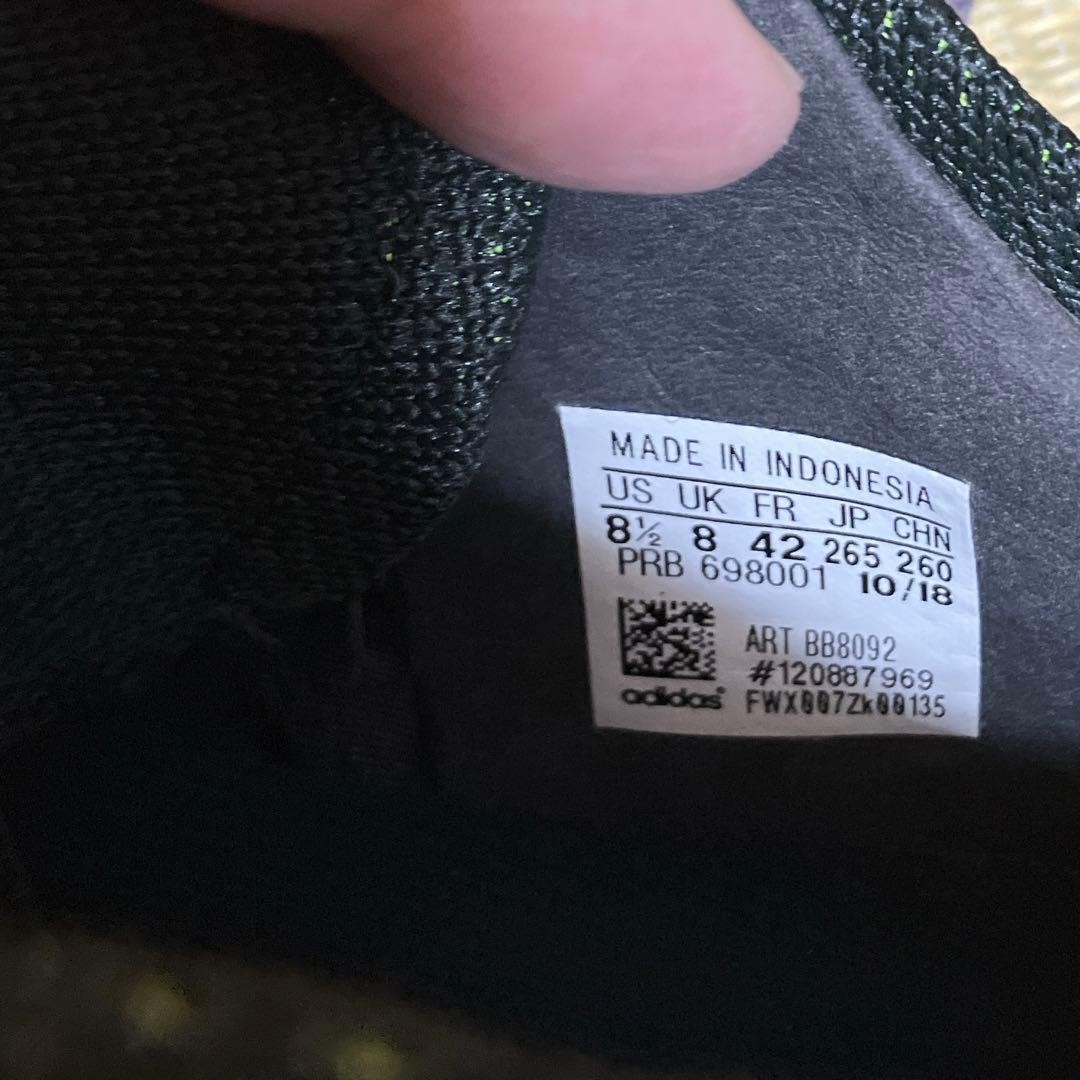 MADE IN INDONESIA
US UK FR JP CHN
8½ 8 42 265 260
PRB 698001 10/18
ART BB8092
#120887969
adidas® FWX007Zk00135